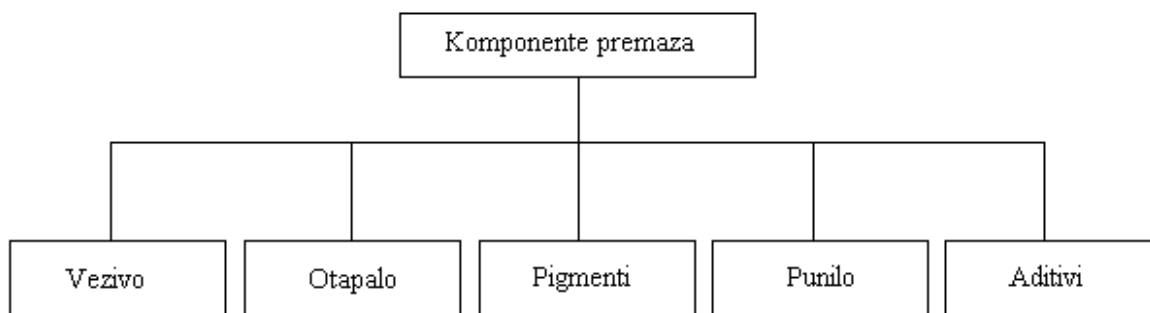 Komponente premaza
Vezivo
Otapalo
Pigmenti
Punilo
Aditivi